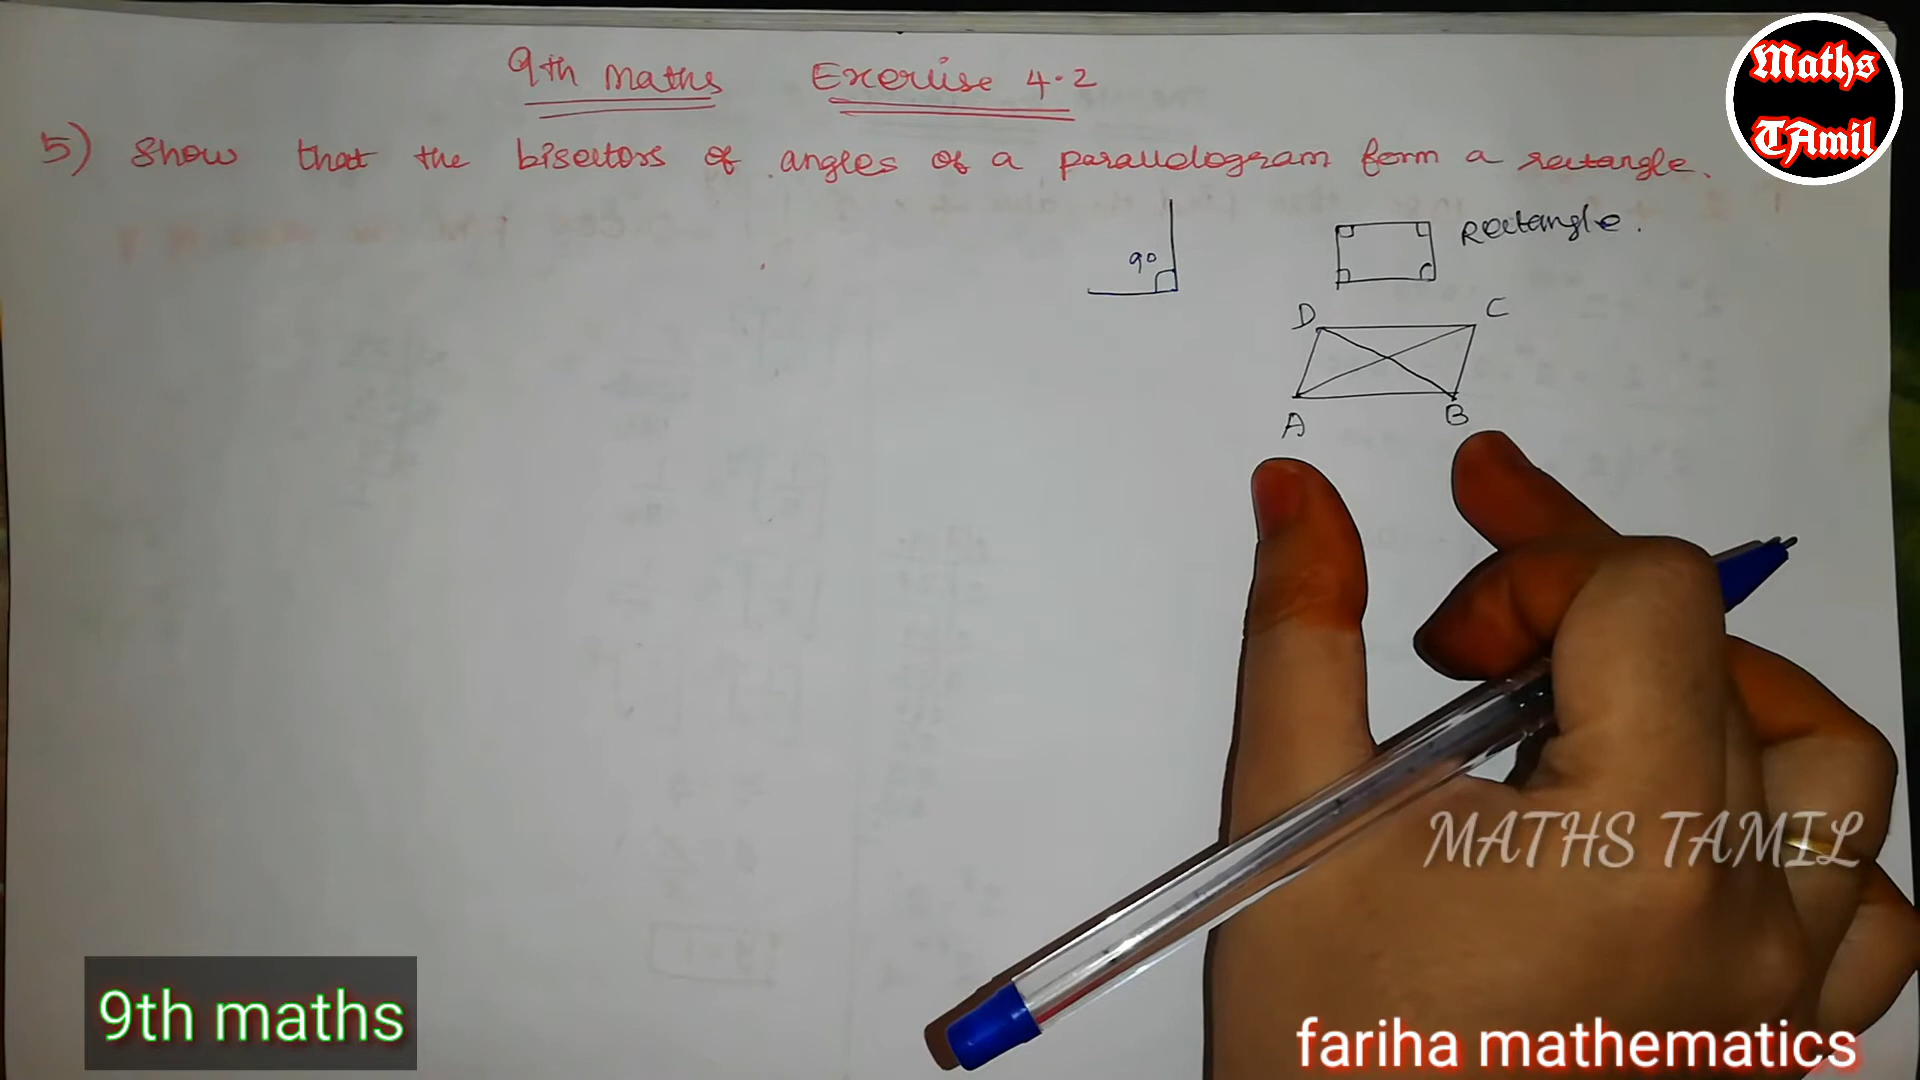 9th maths Exercise 4.2
5) Show that the bisectors of angles of a parallelogram form a rectangle.
90
Rectangle.
D C
A B
Maths
TAmil
MATHS TAMIL
9th maths
fariha mathematics